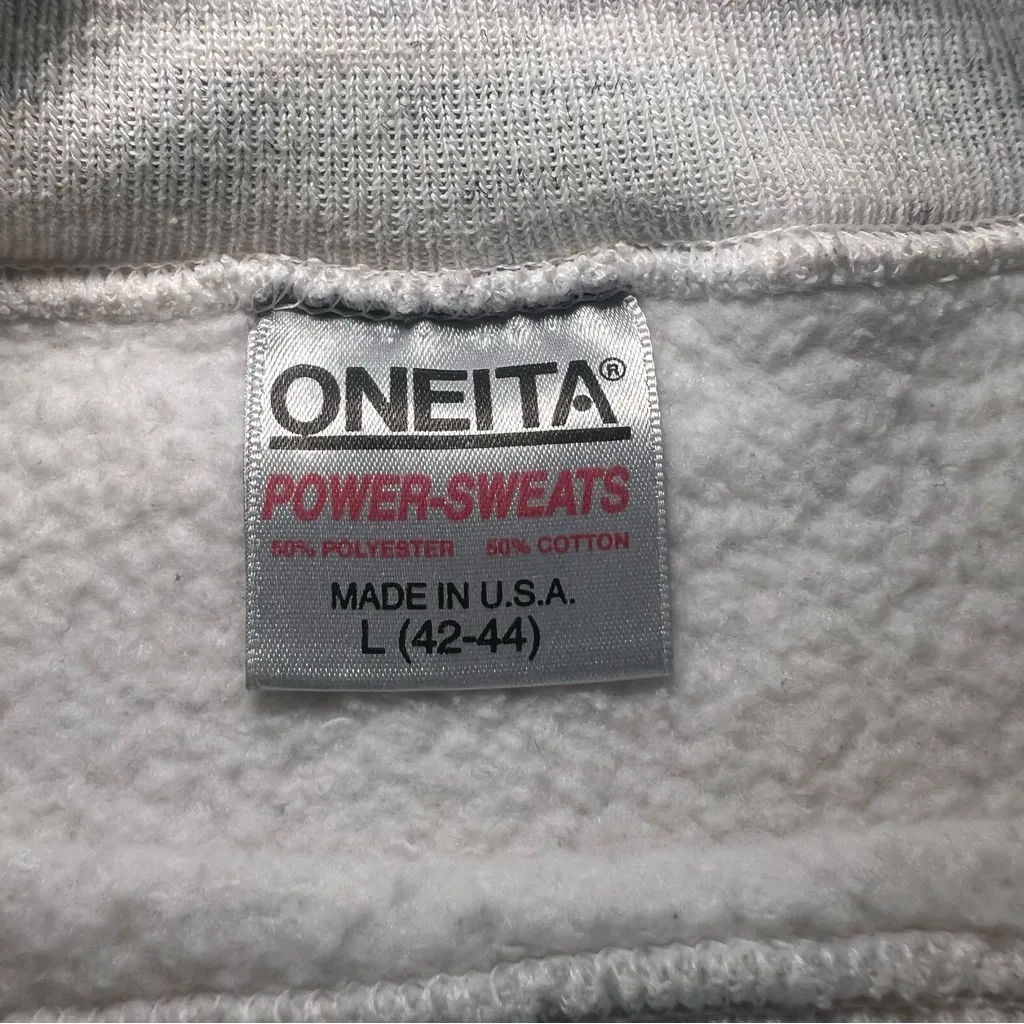 ONEITA®
POWER-SWEATS
50% POLYESTER 50% COTTON
MADE IN U.S.A.
L (42-44)